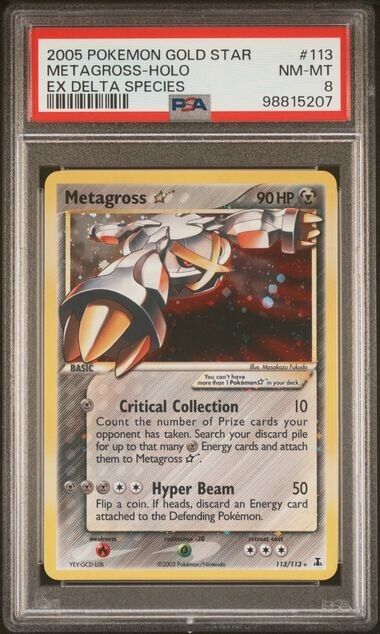 2005 POKEMON GOLD STAR #113
METAGROSS-HOLO NM-MT
EX DELTA SPECIES 8
PSA 98815207
Metagross ☆ 90 HP
BASIC
Illus. Masakazu Fukuda
You can't have
more than 1 Pokémon☆ in your deck.
Critical Collection 10
Count the number of Prize cards your
opponent has taken. Search your discard pile
for up to that many Energy cards and attach
them to Metagross ☆.
Hyper Beam 50
Flip a coin. If heads, discard an Energy card
attached to the Defending Pokémon.
weakness resistance -30 retreat cost
YEY-GCD-L08 ©2005 Pokémon/Nintendo 113/113 ★